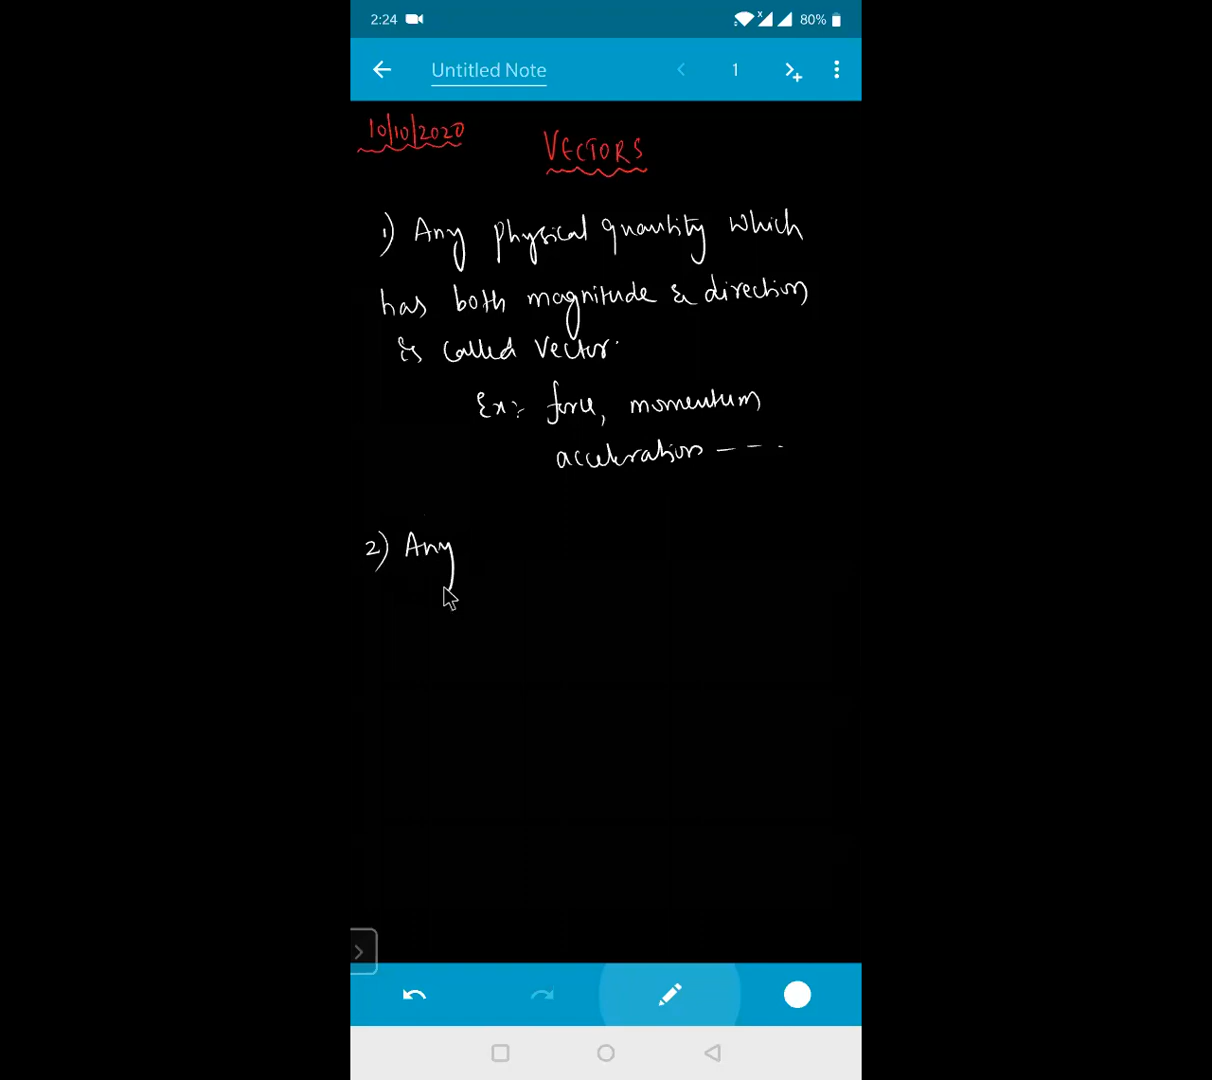 2:24 80%
Untitled Note 1
10/10/2020
VECTORS
1) Any physical quantity which
has both magnitude & direction
is called vector.
Ex:- force, momentum
acceleration - - -
2) Any